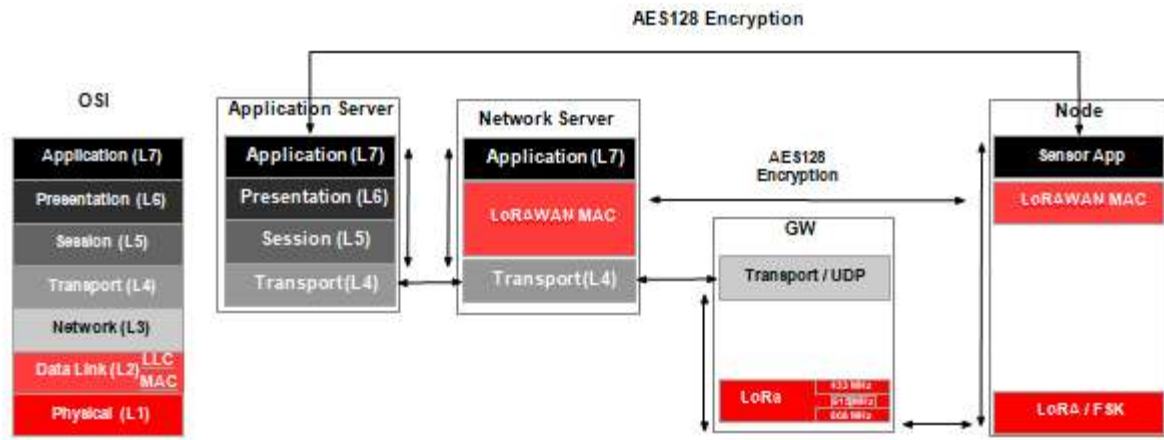 AES128 Encryption
OSI
Application (L7)
Presentation (L6)
Session (L5)
Transport (L4)
Network (L3)
Data Link (L2) LLC
MAC
Physical (L1)
Application Server
Application (L7)
Presentation (L6)
Session (L5)
Transport(L4)
Network Server
Application (L7)
LoRAWAN MAC
Transport(L4)
AES128
Encryption
GW
Transport / UDP
LoRa
433 MHz
915MHz
868 MHz
Node
Sensor App
LoRAWAN MAC
LoRA / FSK